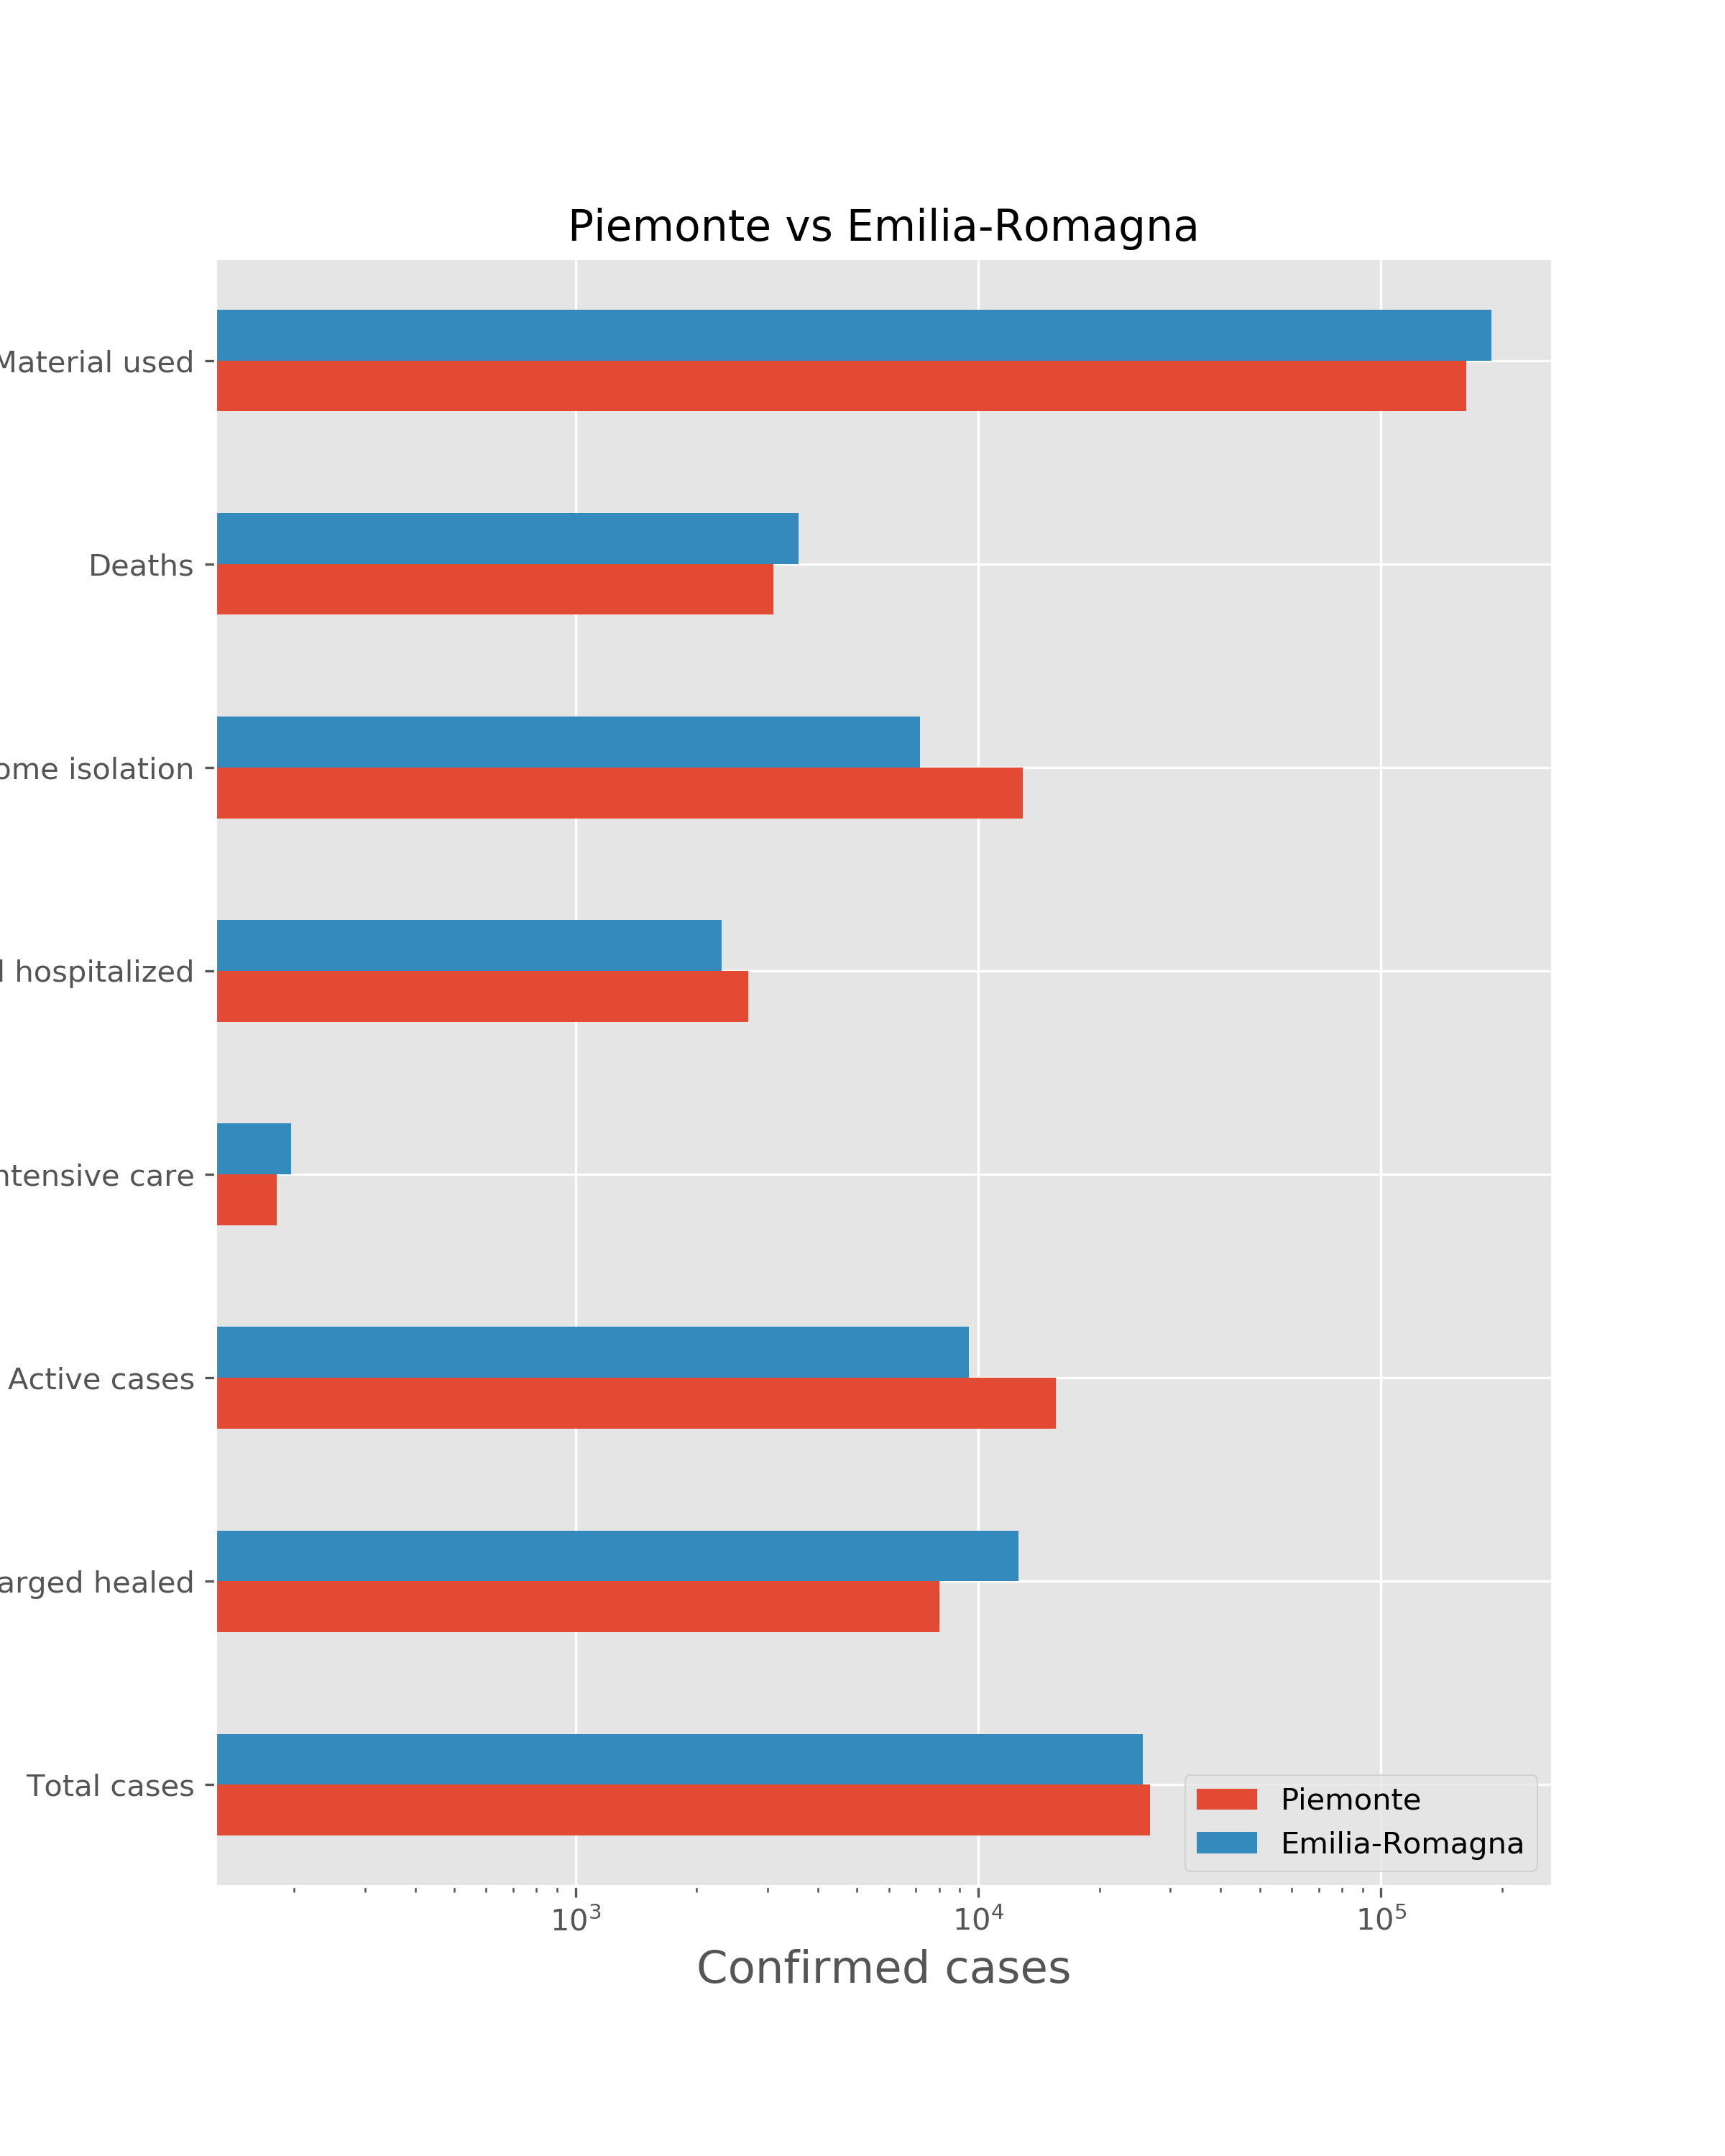 Piemonte vs Emilia-Romagna
Material used
Deaths
ome isolation
l hospitalized
ntensive care
Active cases
arged healed
Total cases
Piemonte
Emilia-Romagna
10³ 10⁴ 10⁵
Confirmed cases